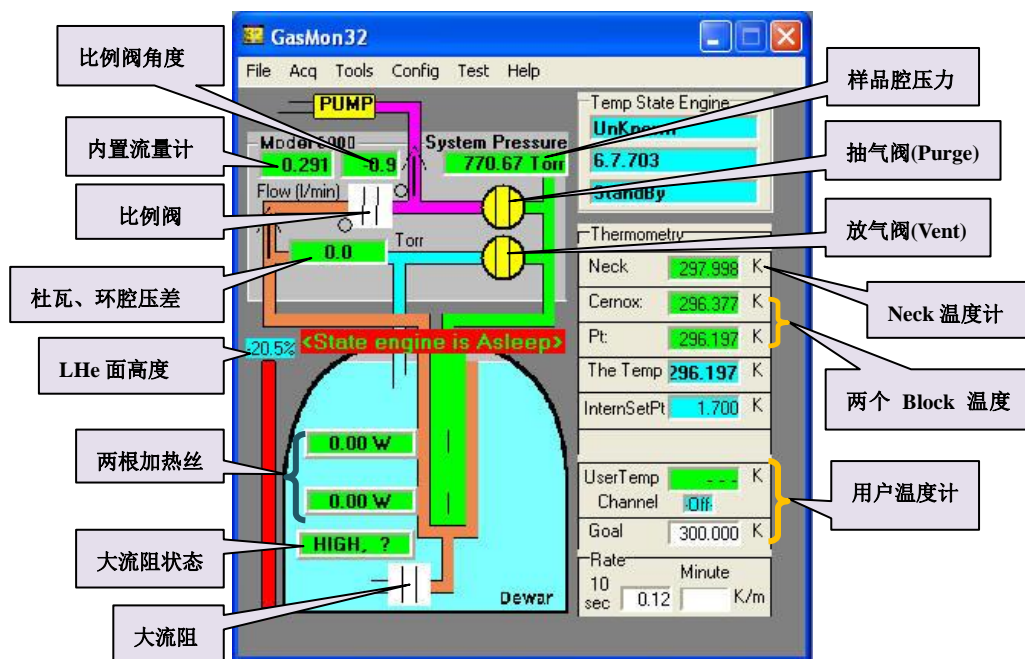 GasMon32
File Acq Tools Config Test Help
比例阀角度
内置流量计
比例阀
杜瓦、环腔压差
LHe 面高度
两根加热丝
大流阻状态
大流阻
样品腔压力
抽气阀(Purge)
放气阀(Vent)
Neck 温度计
两个 Block 温度
用户温度计
PUMP
System Pressure
0.291
0.9
770.67 Torr
Flow (l/min)
0.0
Torr
<State engine is Asleep>
-20.5%
0.00 W
0.00 W
HIGH, ?
Dewar
Temp State Engine
UnKnown
6.7.703
StandBy
Thermometry
Neck 297.998 K
Cernox: 296.377 K
Pt: 296.197 K
The Temp 296.197 K
InternSetPt 1.700 K
UserTemp - - - K
Channel -Off-
Goal 300.000 K
Rate
10 sec 0.12
Minute
K/m